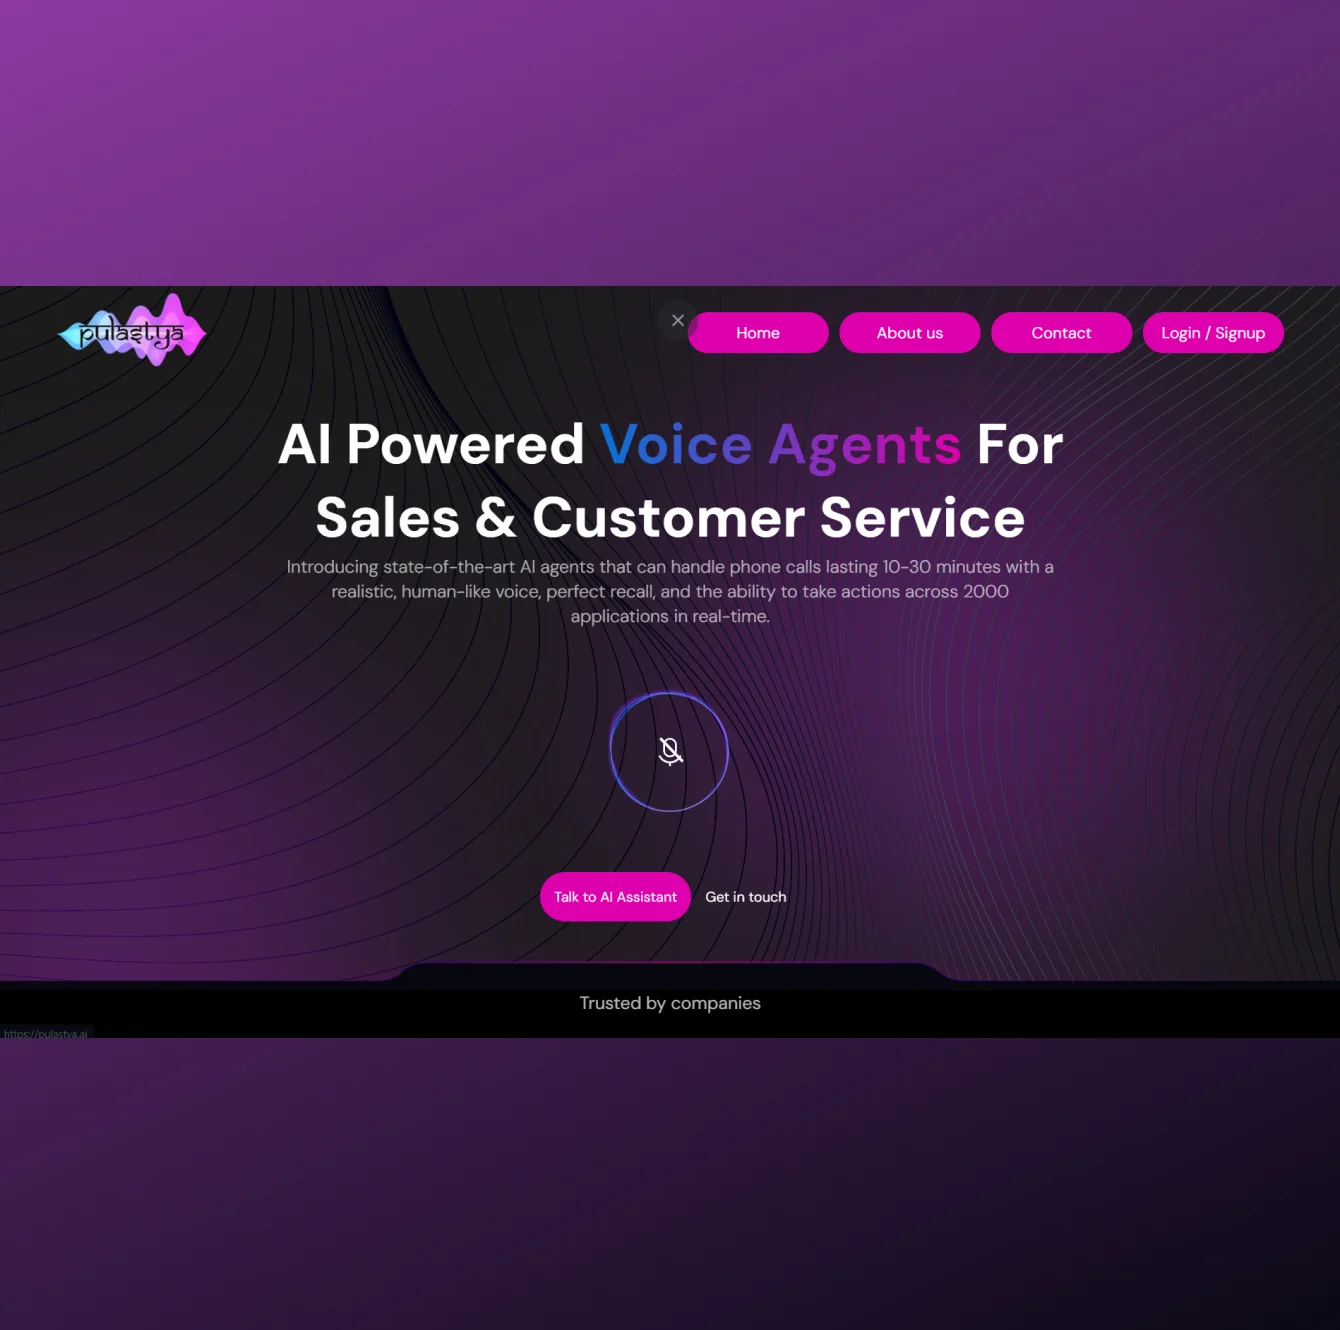 pulastya
Home
About us
Contact
Login / Signup
AI Powered Voice Agents For
Sales & Customer Service
Introducing state-of-the-art AI agents that can handle phone calls lasting 10-30 minutes with a
realistic, human-like voice, perfect recall, and the ability to take actions across 2000
applications in real-time.
Talk to AI Assistant
Get in touch
Trusted by companies
https://pulastya.ai